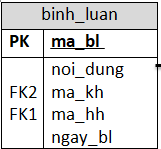 binh_luan
PK ma_bl
noi_dung
FK2 ma_kh
FK1 ma_hh
ngay_bl